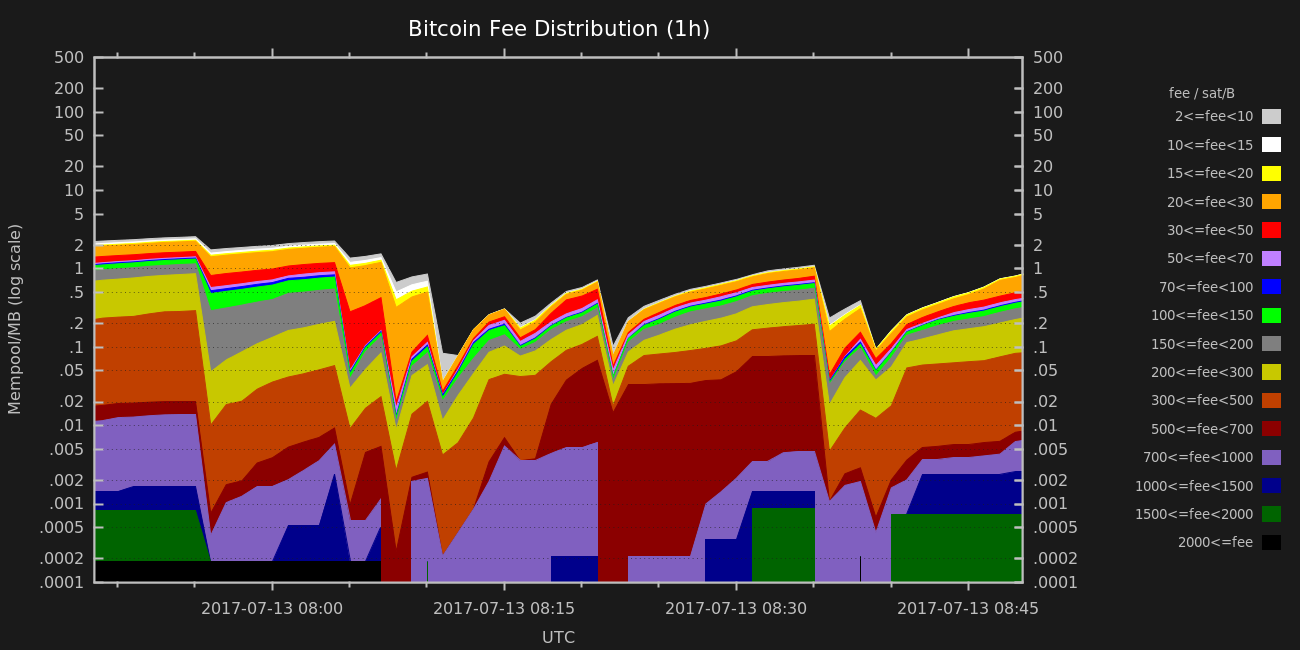 Bitcoin Fee Distribution (1h)
500 500
200 200
100 100
50 50
20 20
10 10
5 5
2 2
1 1
.5 .5
.2 .2
.1 .1
.05 .05
.02 .02
.01 .01
.005 .005
.002 .002
.001 .001
.0005 .0005
.0002 .0002
.0001 .0001
Mempool/MB (log scale)
2017-07-13 08:00 2017-07-13 08:15 2017-07-13 08:30 2017-07-13 08:45
UTC
fee / sat/B
2<=fee<10
10<=fee<15
15<=fee<20
20<=fee<30
30<=fee<50
50<=fee<70
70<=fee<100
100<=fee<150
150<=fee<200
200<=fee<300
300<=fee<500
500<=fee<700
700<=fee<1000
1000<=fee<1500
1500<=fee<2000
2000<=fee